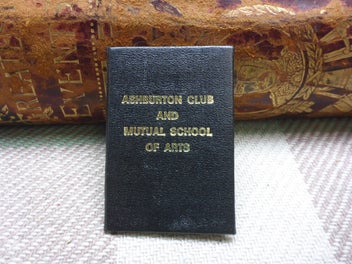 ASHBURTON CLUB
AND
MUTUAL SCHOOL
OF ARTS